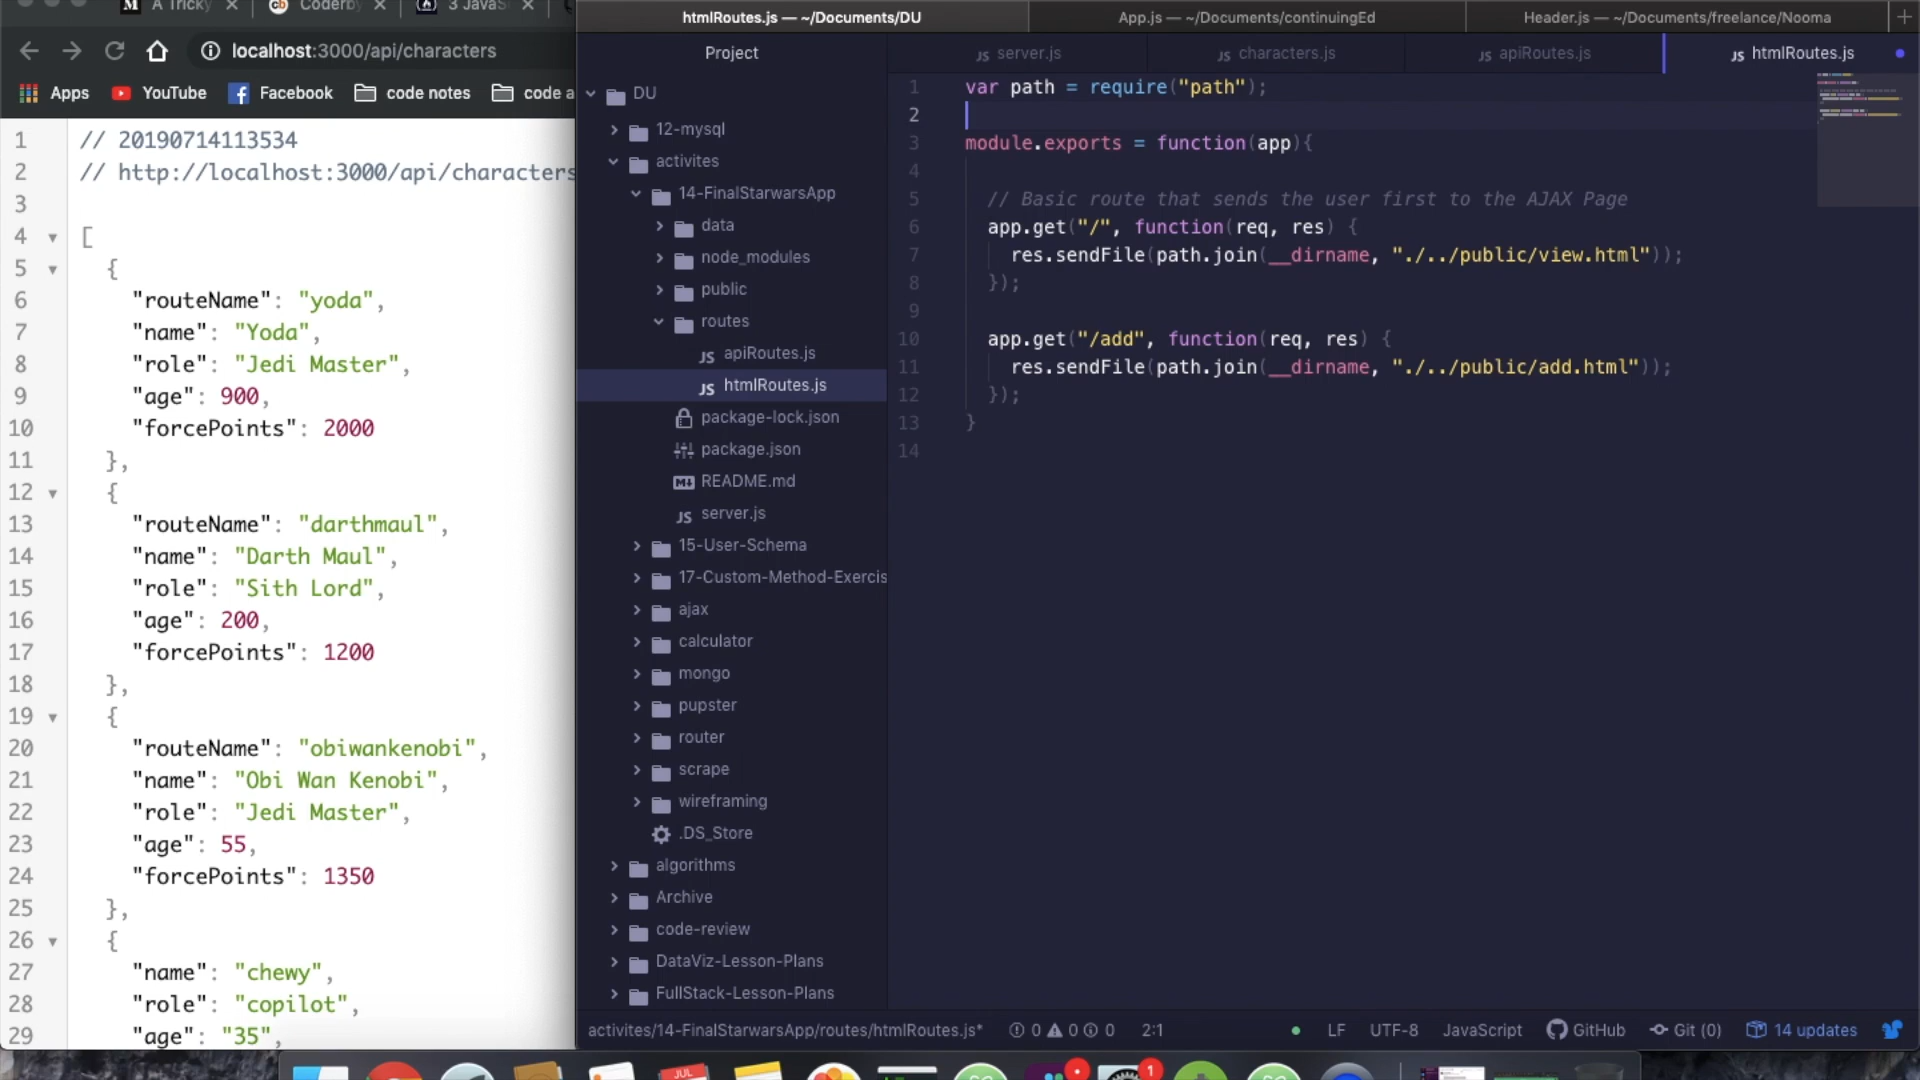 A Tricky
Coderby
3 JavaS
localhost:3000/api/characters
Apps
YouTube
Facebook
code notes
code a
1 // 20190714113534
2 // http://localhost:3000/api/characters
3
4 [
5 {
6 "routeName": "yoda",
7 "name": "Yoda",
8 "role": "Jedi Master",
9 "age": 900,
10 "forcePoints": 2000
11 },
12 {
13 "routeName": "darthmaul",
14 "name": "Darth Maul",
15 "role": "Sith Lord",
16 "age": 200,
17 "forcePoints": 1200
18 },
19 {
20 "routeName": "obiwankenobi",
21 "name": "Obi Wan Kenobi",
22 "role": "Jedi Master",
23 "age": 55,
24 "forcePoints": 1350
25 },
26 {
27 "name": "chewy",
28 "role": "copilot",
29 "age": "35",
htmlRoutes.js — ~/Documents/DU
App.js — ~/Documents/continuingEd
Header.js — ~/Documents/freelance/Nooma
Project
DU
12-mysql
activites
14-FinalStarwarsApp
data
node_modules
public
routes
JS apiRoutes.js
JS htmlRoutes.js
package-lock.json
package.json
README.md
JS server.js
15-User-Schema
17-Custom-Method-Exercis
ajax
calculator
mongo
pupster
router
scrape
wireframing
.DS_Store
algorithms
Archive
code-review
DataViz-Lesson-Plans
FullStack-Lesson-Plans
JS server.js
JS characters.js
JS apiRoutes.js
JS htmlRoutes.js
1 var path = require("path");
2
3 module.exports = function(app){
4
5 // Basic route that sends the user first to the AJAX Page
6 app.get("/", function(req, res) {
7 res.sendFile(path.join(__dirname, "./../public/view.html"));
8 });
9
10 app.get("/add", function(req, res) {
11 res.sendFile(path.join(__dirname, "./../public/add.html"));
12 });
13 }
14
activites/14-FinalStarwarsApp/routes/htmlRoutes.js* 0 0 0 2:1 LF UTF-8 JavaScript GitHub Git (0) 14 updates
JUL
1